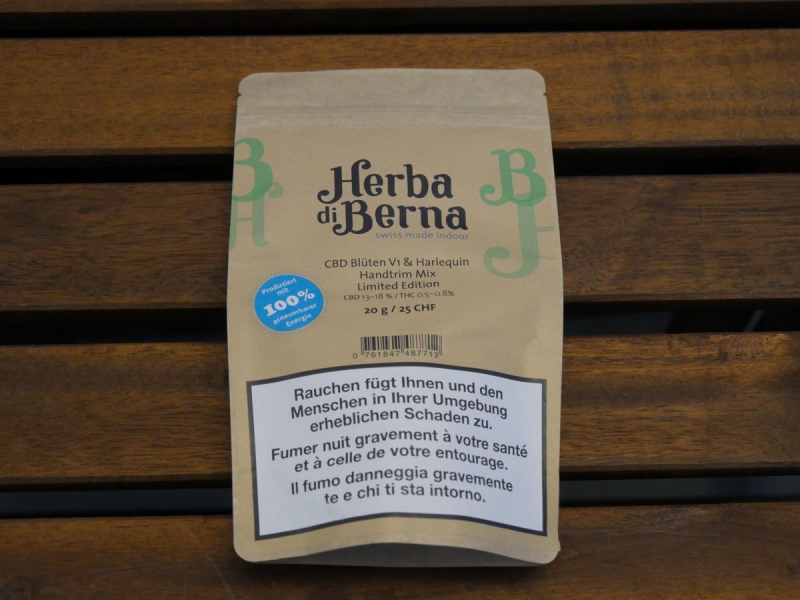 B
H
B
H
Herba
di Berna
swiss made indoor
CBD Blüten V1 & Harlequin
Handtrim Mix
Limited Edition
CBD 13–18 % / THC 0.5–0.8%
20 g / 25 CHF
Produziert
mit
100%
erneuerbarer
Energie
0 761847 487712
Rauchen fügt Ihnen und den
Menschen in Ihrer Umgebung
erheblichen Schaden zu.
Fumer nuit gravement à votre santé
et à celle de votre entourage.
Il fumo danneggia gravemente
te e chi ti sta intorno.